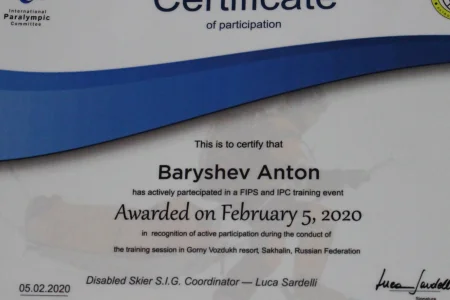 Certificate
of participation
International
Paralympic
Committee
This is to certify that
Baryshev Anton
has actively partecipated in a FIPS and IPC training event
Awarded on February 5, 2020
in recognition of active participation during the conduct of
the training session in Gorny Vozdukh resort, Sakhalin, Russian Federation
05.02.2020
Disabled Skier S.I.G. Coordinator — Luca Sardelli
Luca Sardelli
Signature